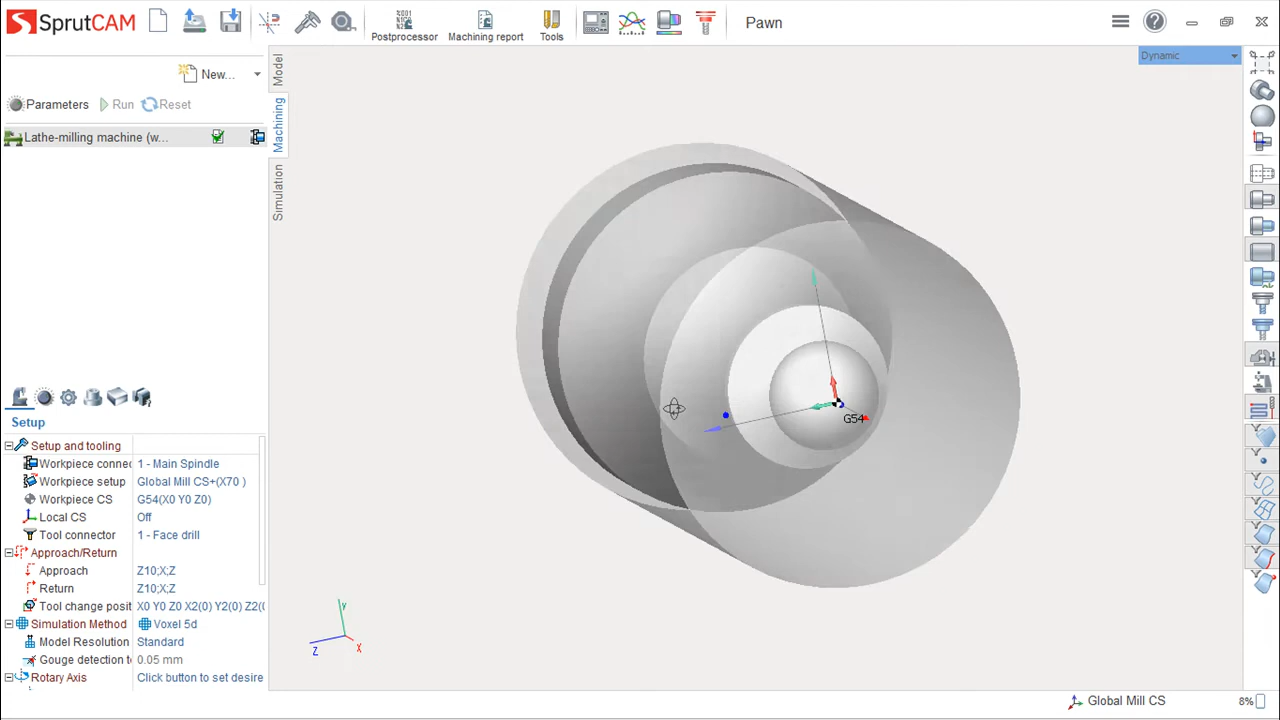 SprutCAM
%001
Postprocessor
Machining report
Tools
Pawn
New...
Dynamic
Parameters
Run
Reset
Lathe-milling machine (w...
Model
Machining
Simulation
G54
Setup
Setup and tooling
Workpiece connec 1 - Main Spindle
Workpiece setup Global Mill CS+(X70 )
Workpiece CS G54(X0 Y0 Z0)
Local CS Off
Tool connector 1 - Face drill
Approach/Return
Approach Z10;X;Z
Return Z10;X;Z
Tool change posit X0 Y0 Z0 X2(0) Y2(0) Z2(0
Simulation Method Voxel 5d
Model Resolution Standard
Gouge detection t 0.05 mm
Rotary Axis Click button to set desire
Y
Z
X
Global Mill CS
8%